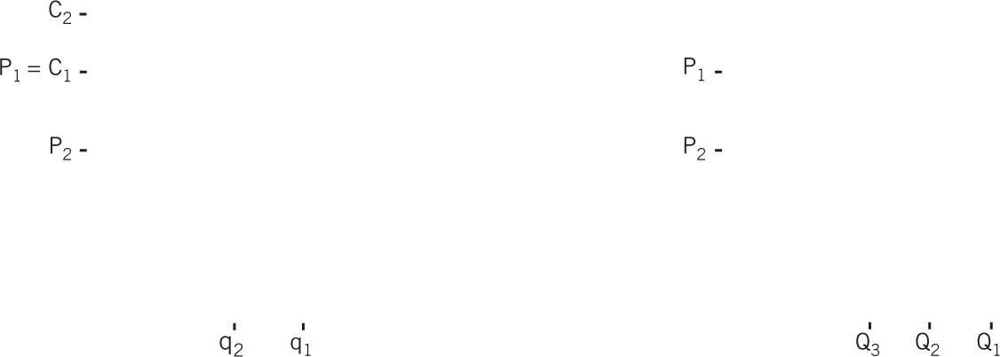 C₂
P₁ = C₁
P₂
q₂ q₁
P₁
P₂
Q₃ Q₂ Q₁